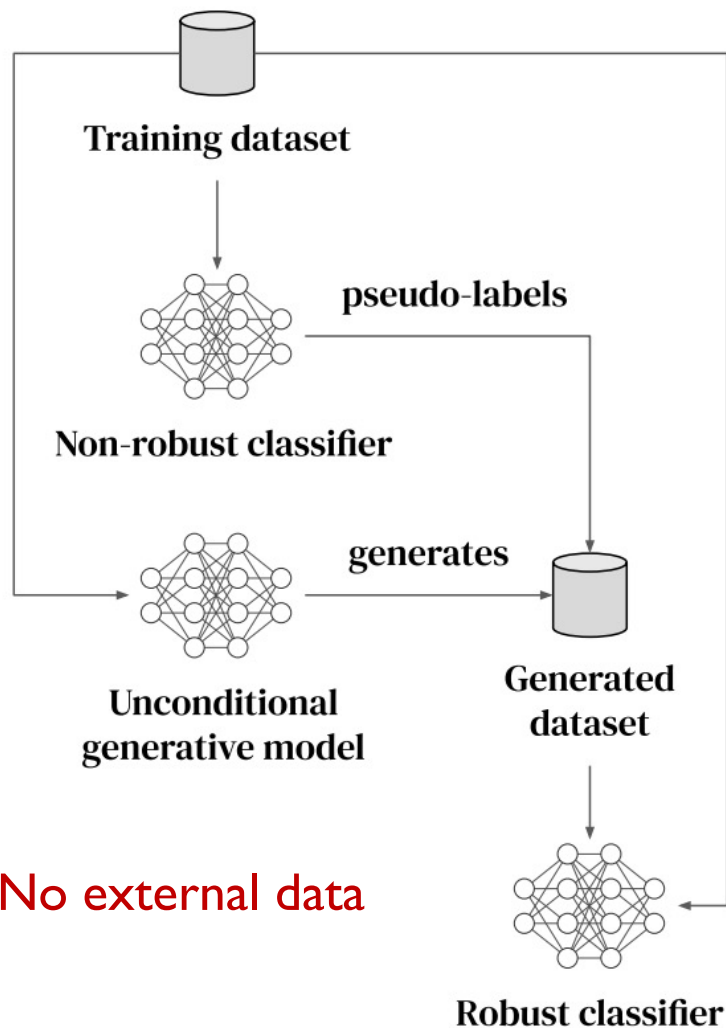 Training dataset
pseudo-labels
Non-robust classifier
generates
Unconditional
generative model
Generated
dataset
No external data
Robust classifier